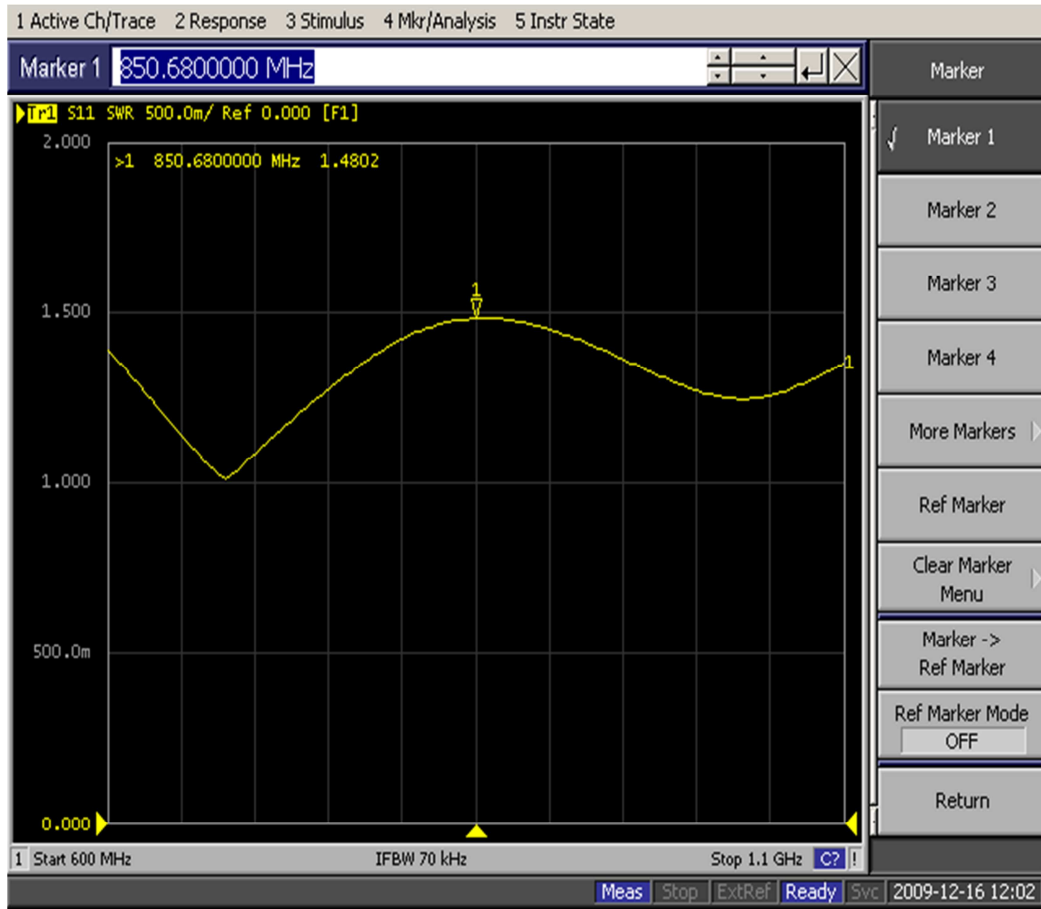 1 Active Ch/Trace 2 Response 3 Stimulus 4 Mkr/Analysis 5 Instr State
Marker 1 850.6800000 MHz
Marker
Tr1 S11 SWR 500.0m/ Ref 0.000 [F1]
2.000
>1 850.6800000 MHz 1.4802
Marker 1
Marker 2
Marker 3
1
1.500
Marker 4
1
More Markers
1.000
Ref Marker
Clear Marker
Menu
Marker ->
Ref Marker
500.0m
Ref Marker Mode
OFF
Return
0.000
1 Start 600 MHz IFBW 70 kHz Stop 1.1 GHz C? !
Meas Stop ExtRef Ready Svc 2009-12-16 12:02